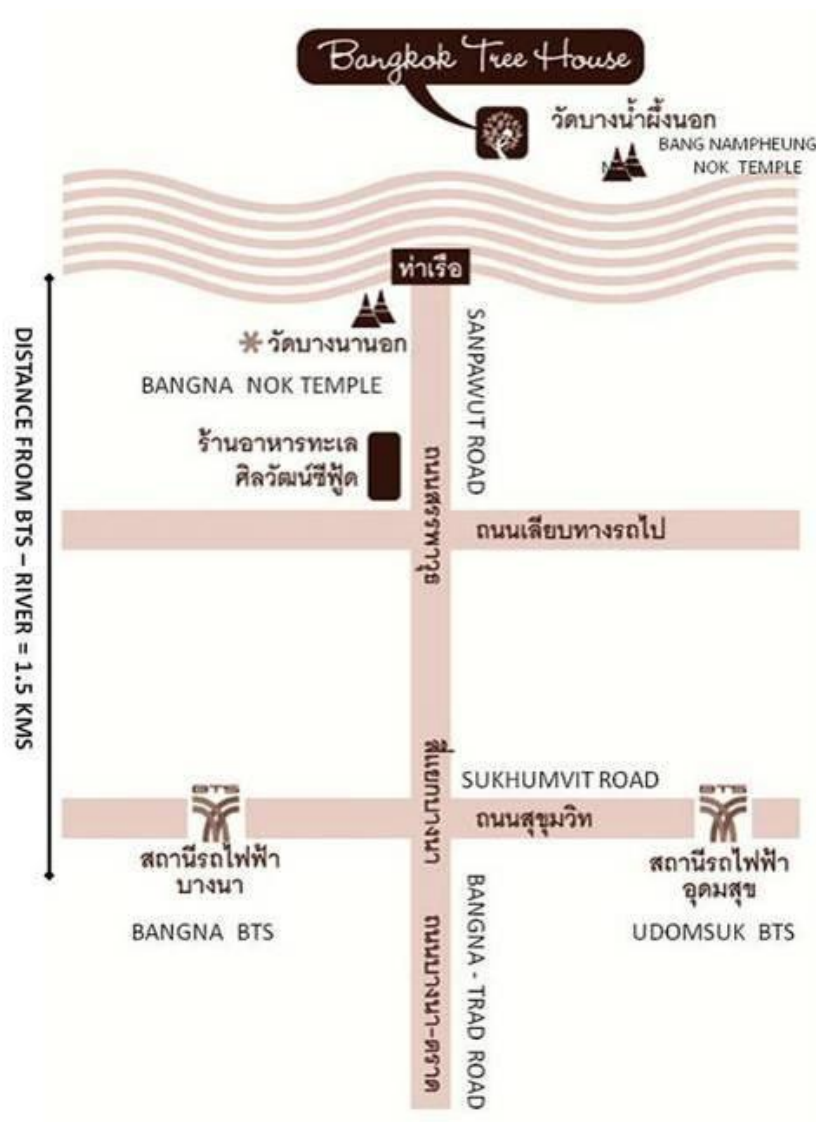 Bangkok Tree House
วัดบางน้ำผึ้งนอก
BANG NAMPHEUNG
NOK TEMPLE
ท่าเรือ
วัดบางนานอก
BANGNA NOK TEMPLE
SANPAWUT ROAD
ร้านอาหารทะเล
ศิลวัฒน์ซีฟู้ด
ถนนสรรพาวุธ
ถนนเลียบทางรถไป
DISTANCE FROM BTS – RIVER = 1.5 KMS
สี่แยกบางนา
SUKHUMVIT ROAD
ถนนสุขุมวิท
BTS
สถานีรถไฟฟ้า
บางนา
BANGNA BTS
BTS
สถานีรถไฟฟ้า
อุดมสุข
UDOMSUK BTS
ถนนบางนา-ตราด
BANGNA - TRAD ROAD